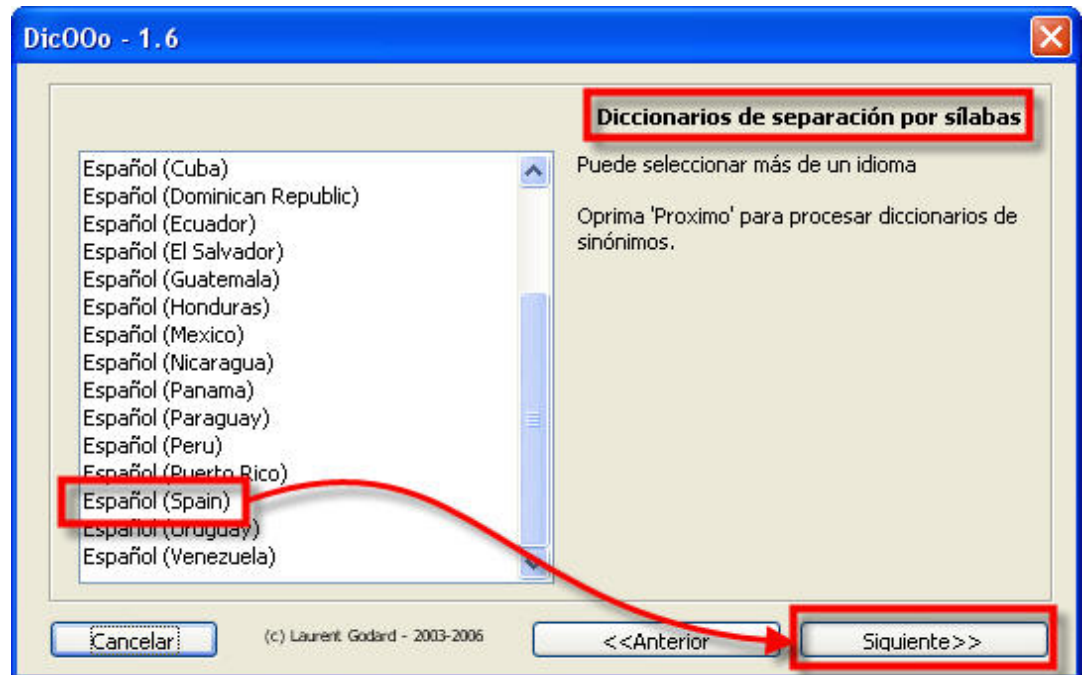 DicOOo - 1.6
Diccionarios de separación por sílabas
Español (Cuba)
Español (Dominican Republic)
Español (Ecuador)
Español (El Salvador)
Español (Guatemala)
Español (Honduras)
Español (Mexico)
Español (Nicaragua)
Español (Panama)
Español (Paraguay)
Español (Peru)
Español (Puerto Rico)
Español (Spain)
Español (Uruguay)
Español (Venezuela)
Puede seleccionar más de un idioma
Oprima 'Proximo' para procesar diccionarios de
sinónimos.
Cancelar
(c) Laurent Godard - 2003-2006
<<Anterior
Siguiente>>